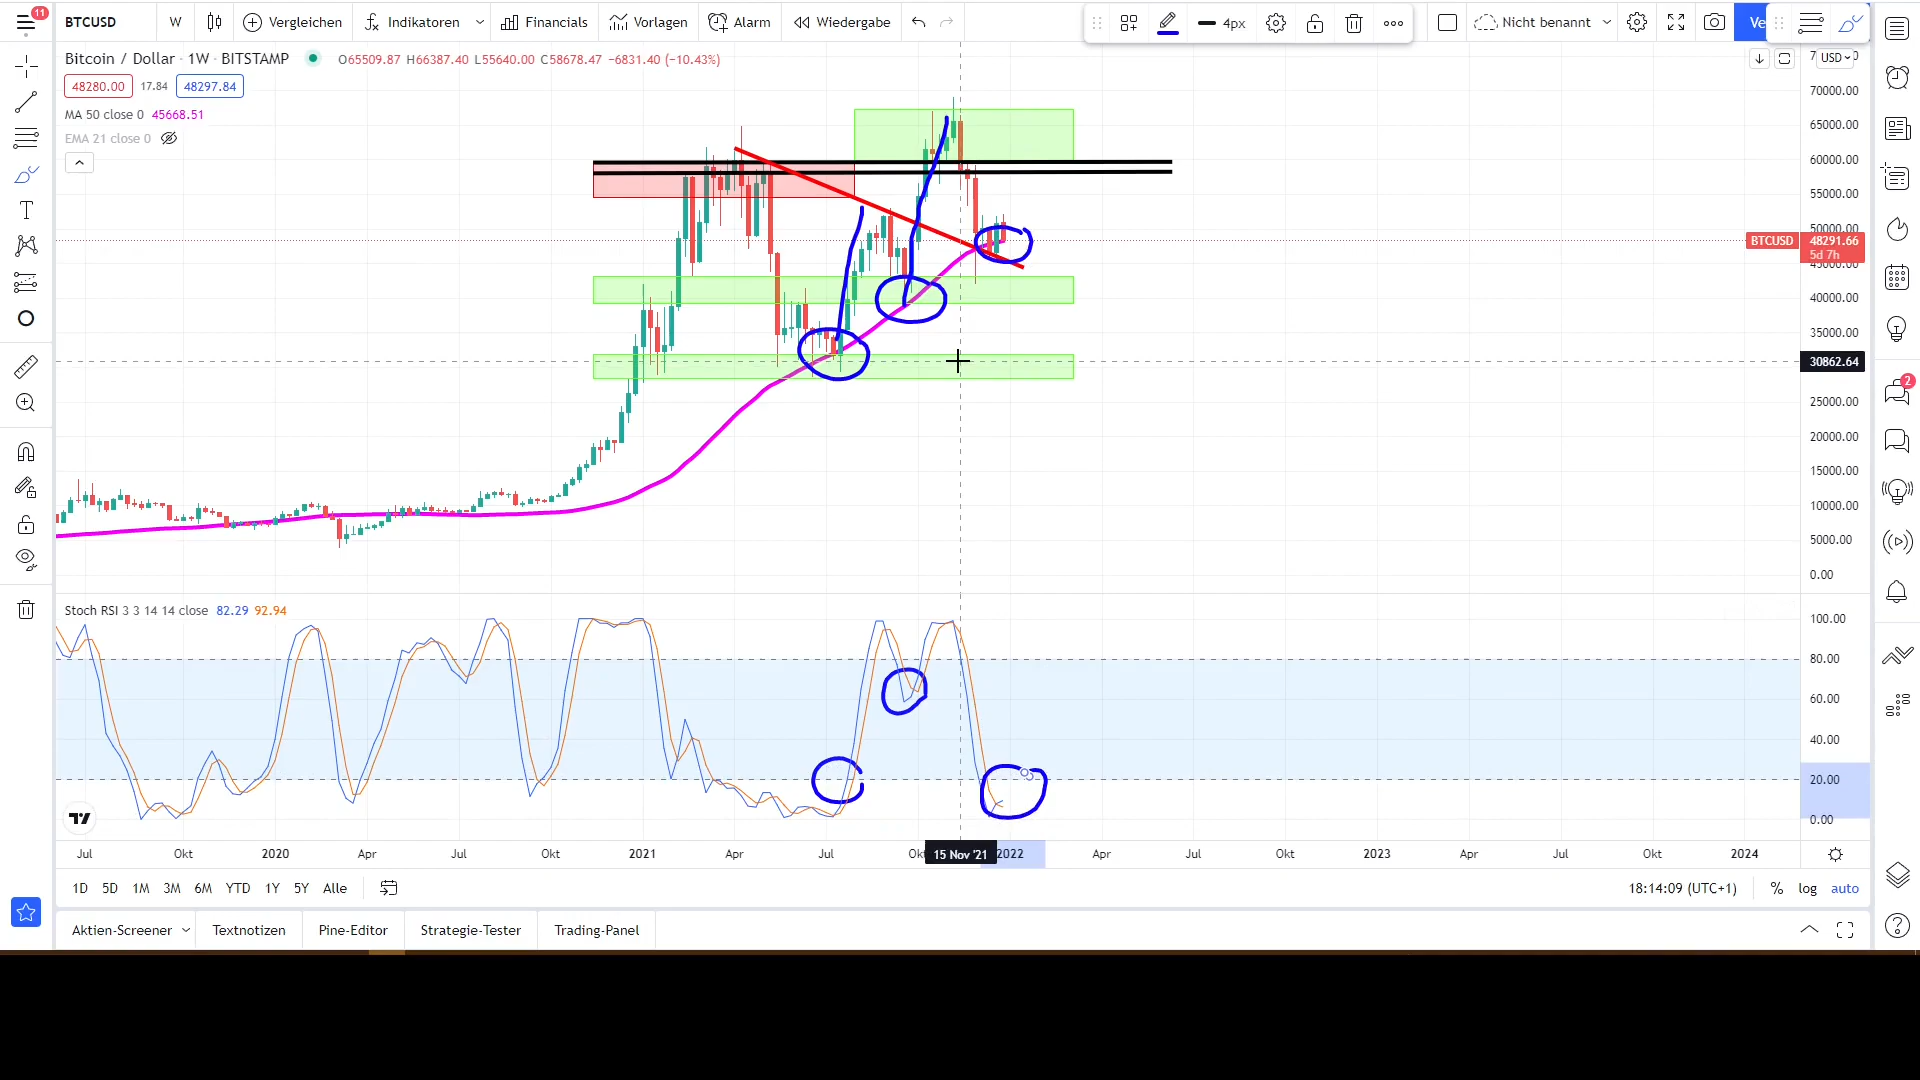 11
BTCUSD
W
Vergleichen
Indikatoren
Financials
Vorlagen
Alarm
Wiedergabe
4px
Nicht benannt
Ve
Bitcoin / Dollar · 1W · BITSTAMP
O65509.87 H66387.40 L55640.00 C58678.47 −6831.40 (−10.43%)
USD
48280.00 17.84 48297.84
MA 50 close 0 45668.51
EMA 21 close 0
70000.00
65000.00
60000.00
55000.00
50000.00
BTCUSD 48291.66
5d 7h
45000.00
40000.00
35000.00
30862.64
25000.00
20000.00
15000.00
10000.00
5000.00
0.00
2
Stoch RSI 3 3 14 14 close 82.29 92.94
100.00
80.00
60.00
40.00
20.00
0.00
Jul Okt 2020 Apr Jul Okt 2021 Apr Jul Okt 15 Nov '21 2022 Apr Jul Okt 2023 Apr Jul Okt 2024
1D 5D 1M 3M 6M YTD 1Y 5Y Alle
18:14:09 (UTC+1) % log auto
Aktien-Screener Textnotizen Pine-Editor Strategie-Tester Trading-Panel